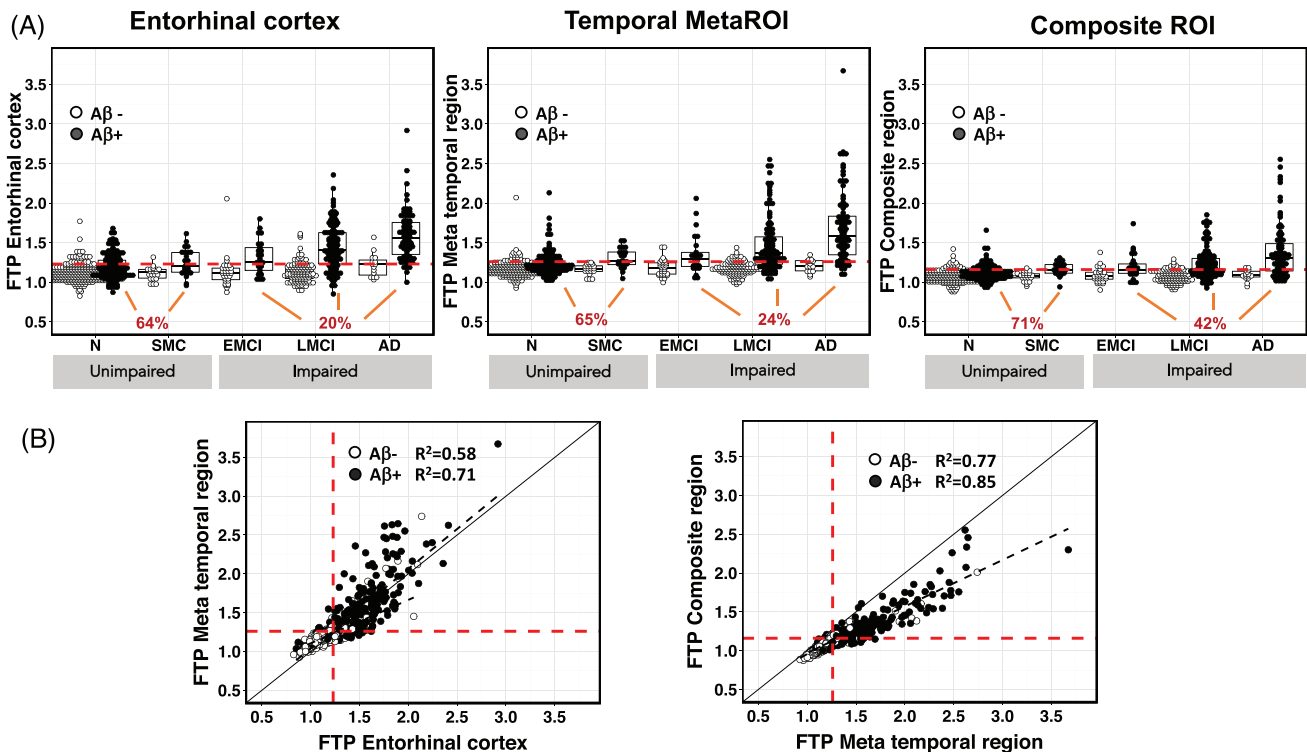 (A)
Entorhinal cortex
Temporal MetaROI
Composite ROI
FTP Entorhinal cortex
3.5
3.0
2.5
2.0
1.5
1.0
0.5
Aβ -
Aβ+
64%
20%
N SMC EMCI LMCI AD
Unimpaired
Impaired
FTP Meta temporal region
3.5
3.0
2.5
2.0
1.5
1.0
0.5
Aβ -
Aβ+
65%
24%
N SMC EMCI LMCI AD
Unimpaired
Impaired
FTP Composite region
3.5
3.0
2.5
2.0
1.5
1.0
0.5
Aβ -
Aβ+
71%
42%
N SMC EMCI LMCI AD
Unimpaired
Impaired
(B)
FTP Meta temporal region
3.5
3.0
2.5
2.0
1.5
1.0
0.5
Aβ- R²=0.58
Aβ+ R²=0.71
0.5 1.0 1.5 2.0 2.5 3.0 3.5
FTP Entorhinal cortex
FTP Composite region
3.5
3.0
2.5
2.0
1.5
1.0
0.5
Aβ- R²=0.77
Aβ+ R²=0.85
0.5 1.0 1.5 2.0 2.5 3.0 3.5
FTP Meta temporal region